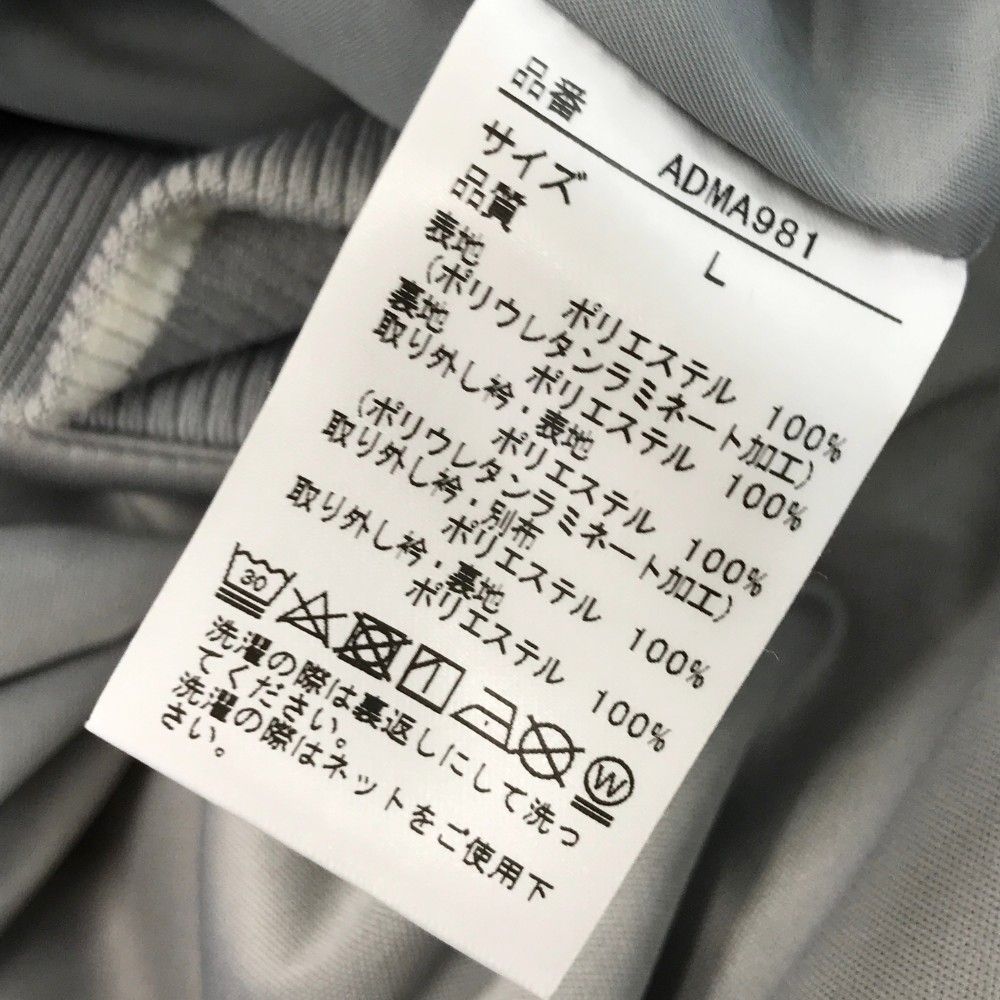 品番 ADMA981
サイズ L
品質
表地 ポリエステル 100%
(ポリウレタンラミネート加工)
裏地 ポリエステル 100%
取り外し衿・表地
ポリエステル 100%
(ポリウレタンラミネート加工)
取り外し衿・別布
ポリエステル 100%
取り外し衿・裏地
ポリエステル 100%
30 W
洗濯の際は裏返しにして洗っ
てください。
洗濯の際はネットをご使用下
さい。